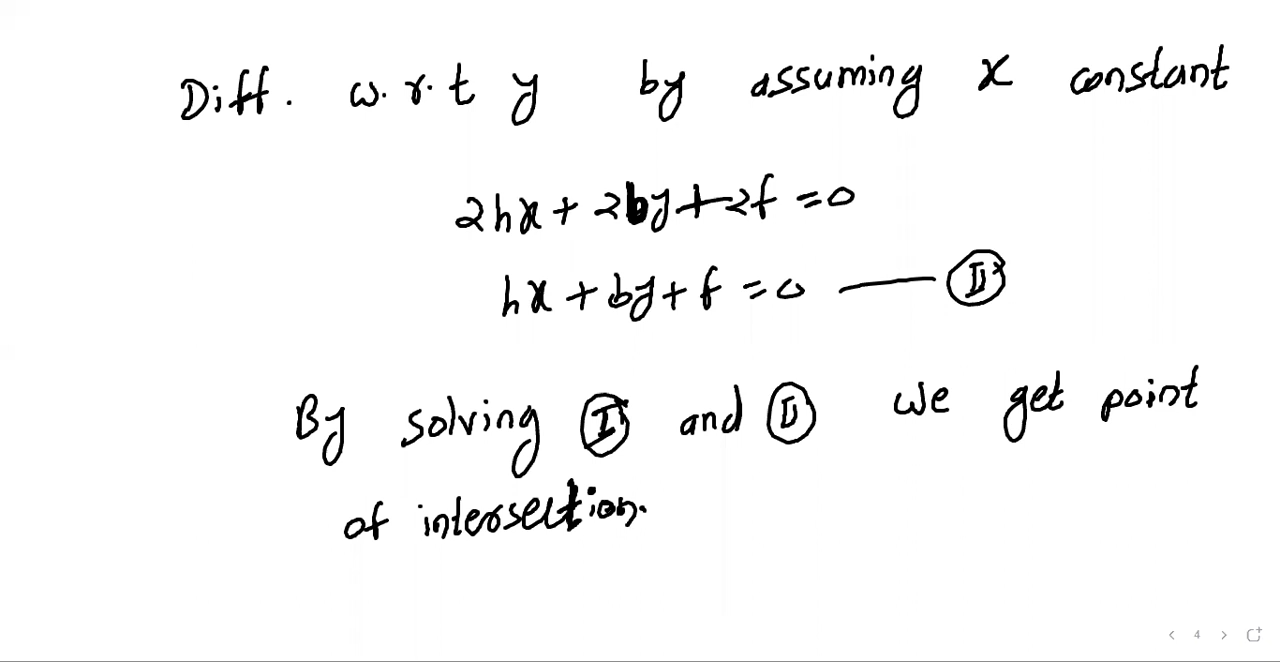 Diff. w.r.t y by assuming x constant
2hx + 2by + 2f = 0
hx + by + f = 0 — II
By solving I and II we get point
of intersection.
< 4 >